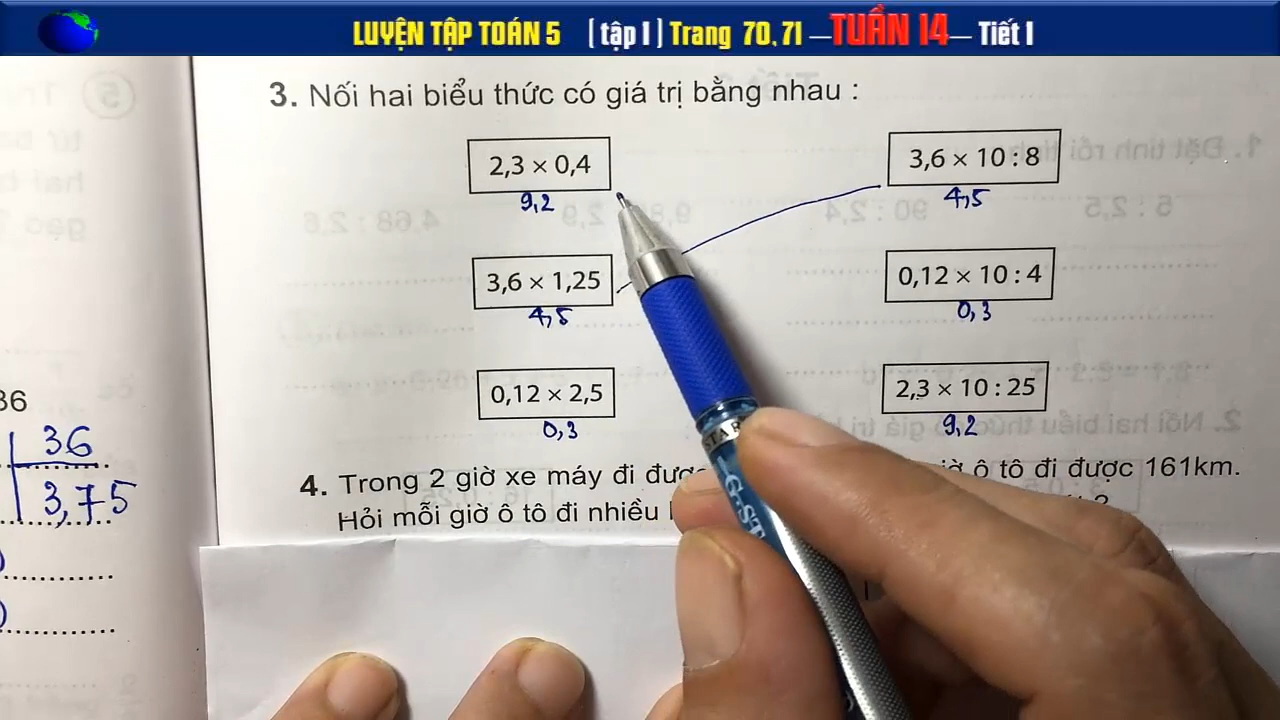 LUYỆN TẬP TOÁN 5 [ tập I ] Trang 70, 71 — TUẦN 14 — Tiết I
3. Nối hai biểu thức có giá trị bằng nhau :
2,3 × 0,4
9,2
3,6 × 10 : 8
4,5
3,6 × 1,25
4,5
0,12 × 10 : 4
0,3
0,12 × 2,5
0,3
2,3 × 10 : 25
9,2
36
36
3,75
4. Trong 2 giờ xe máy đi giờ ô tô đi được 161km.
Hỏi mỗi giờ ô tô đi nhiều